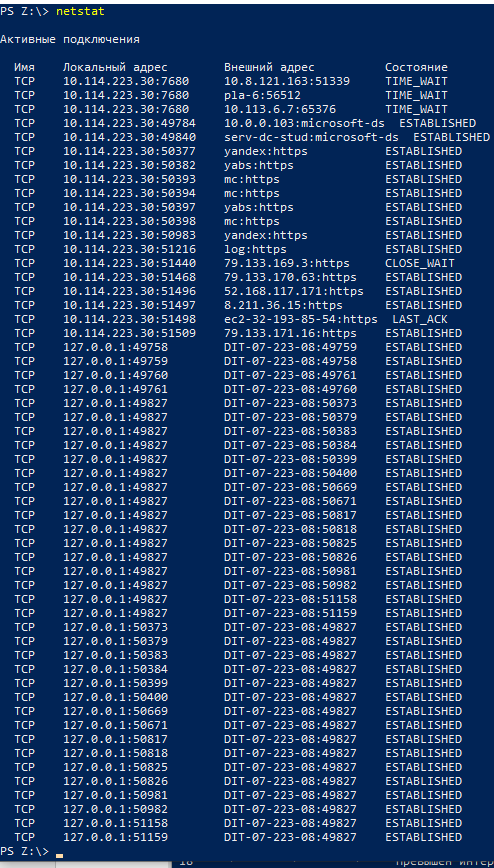 PS Z:\> netstat
Активные подключения
Имя Локальный адрес Внешний адрес Состояние
TCP 10.114.223.30:7680 10.8.121.163:51339 TIME_WAIT
TCP 10.114.223.30:7680 pla-6:56512 TIME_WAIT
TCP 10.114.223.30:7680 10.113.6.7:65376 TIME_WAIT
TCP 10.114.223.30:49784 10.0.0.103:microsoft-ds ESTABLISHED
TCP 10.114.223.30:49840 serv-dc-stud:microsoft-ds ESTABLISHED
TCP 10.114.223.30:50377 yandex:https ESTABLISHED
TCP 10.114.223.30:50382 yabs:https ESTABLISHED
TCP 10.114.223.30:50393 mc:https ESTABLISHED
TCP 10.114.223.30:50394 mc:https ESTABLISHED
TCP 10.114.223.30:50397 yabs:https ESTABLISHED
TCP 10.114.223.30:50398 mc:https ESTABLISHED
TCP 10.114.223.30:50983 yandex:https ESTABLISHED
TCP 10.114.223.30:51216 log:https ESTABLISHED
TCP 10.114.223.30:51440 79.133.169.3:https CLOSE_WAIT
TCP 10.114.223.30:51468 79.133.170.63:https ESTABLISHED
TCP 10.114.223.30:51496 52.168.117.171:https ESTABLISHED
TCP 10.114.223.30:51497 8.211.36.15:https ESTABLISHED
TCP 10.114.223.30:51498 ec2-32-193-85-54:https LAST_ACK
TCP 10.114.223.30:51509 79.133.171.16:https ESTABLISHED
TCP 127.0.0.1:49758 DIT-07-223-08:49759 ESTABLISHED
TCP 127.0.0.1:49759 DIT-07-223-08:49758 ESTABLISHED
TCP 127.0.0.1:49760 DIT-07-223-08:49761 ESTABLISHED
TCP 127.0.0.1:49761 DIT-07-223-08:49760 ESTABLISHED
TCP 127.0.0.1:49827 DIT-07-223-08:50373 ESTABLISHED
TCP 127.0.0.1:49827 DIT-07-223-08:50379 ESTABLISHED
TCP 127.0.0.1:49827 DIT-07-223-08:50383 ESTABLISHED
TCP 127.0.0.1:49827 DIT-07-223-08:50384 ESTABLISHED
TCP 127.0.0.1:49827 DIT-07-223-08:50399 ESTABLISHED
TCP 127.0.0.1:49827 DIT-07-223-08:50400 ESTABLISHED
TCP 127.0.0.1:49827 DIT-07-223-08:50669 ESTABLISHED
TCP 127.0.0.1:49827 DIT-07-223-08:50671 ESTABLISHED
TCP 127.0.0.1:49827 DIT-07-223-08:50817 ESTABLISHED
TCP 127.0.0.1:49827 DIT-07-223-08:50818 ESTABLISHED
TCP 127.0.0.1:49827 DIT-07-223-08:50825 ESTABLISHED
TCP 127.0.0.1:49827 DIT-07-223-08:50826 ESTABLISHED
TCP 127.0.0.1:49827 DIT-07-223-08:50981 ESTABLISHED
TCP 127.0.0.1:49827 DIT-07-223-08:50982 ESTABLISHED
TCP 127.0.0.1:49827 DIT-07-223-08:51158 ESTABLISHED
TCP 127.0.0.1:49827 DIT-07-223-08:51159 ESTABLISHED
TCP 127.0.0.1:50373 DIT-07-223-08:49827 ESTABLISHED
TCP 127.0.0.1:50379 DIT-07-223-08:49827 ESTABLISHED
TCP 127.0.0.1:50383 DIT-07-223-08:49827 ESTABLISHED
TCP 127.0.0.1:50384 DIT-07-223-08:49827 ESTABLISHED
TCP 127.0.0.1:50399 DIT-07-223-08:49827 ESTABLISHED
TCP 127.0.0.1:50400 DIT-07-223-08:49827 ESTABLISHED
TCP 127.0.0.1:50669 DIT-07-223-08:49827 ESTABLISHED
TCP 127.0.0.1:50671 DIT-07-223-08:49827 ESTABLISHED
TCP 127.0.0.1:50817 DIT-07-223-08:49827 ESTABLISHED
TCP 127.0.0.1:50818 DIT-07-223-08:49827 ESTABLISHED
TCP 127.0.0.1:50825 DIT-07-223-08:49827 ESTABLISHED
TCP 127.0.0.1:50826 DIT-07-223-08:49827 ESTABLISHED
TCP 127.0.0.1:50981 DIT-07-223-08:49827 ESTABLISHED
TCP 127.0.0.1:50982 DIT-07-223-08:49827 ESTABLISHED
TCP 127.0.0.1:51158 DIT-07-223-08:49827 ESTABLISHED
TCP 127.0.0.1:51159 DIT-07-223-08:49827 ESTABLISHED
PS Z:\>